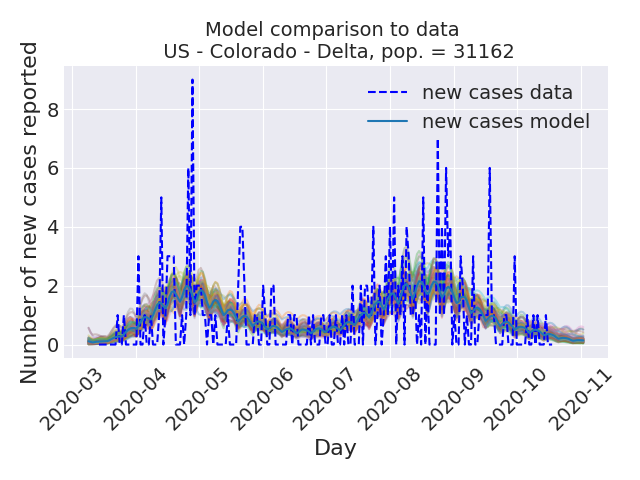 Model comparison to data
US - Colorado - Delta, pop. = 31162
new cases data
new cases model
Number of new cases reported
8
6
4
2
0
2020-03
2020-04
2020-05
2020-06
2020-07
2020-08
2020-09
2020-10
2020-11
Day